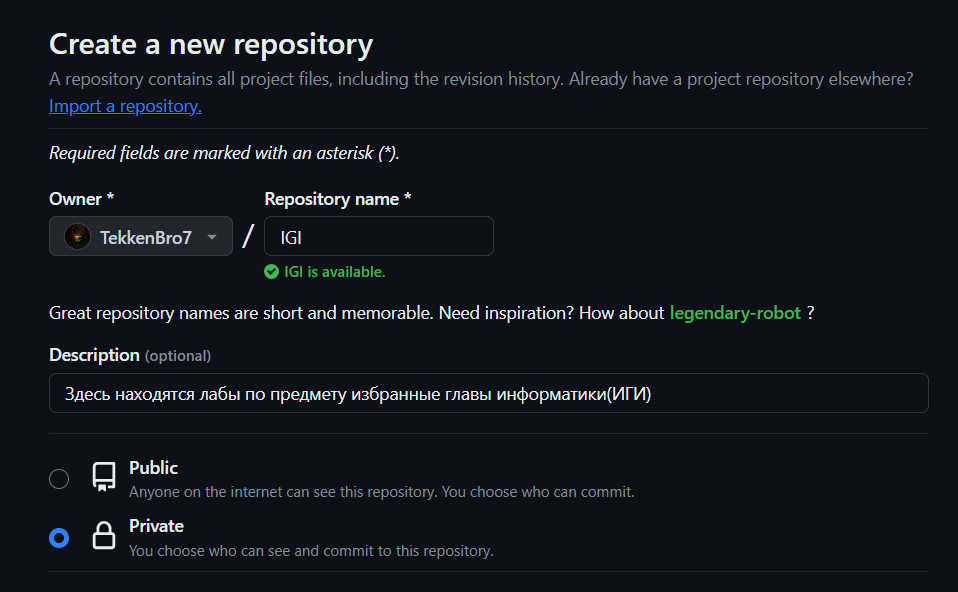 Create a new repository
A repository contains all project files, including the revision history. Already have a project repository elsewhere?
Import a repository.
Required fields are marked with an asterisk (*).
Owner *
Repository name *
TekkenBro7
/
IGI
IGI is available.
Great repository names are short and memorable. Need inspiration? How about legendary-robot ?
Description (optional)
Здесь находятся лабы по предмету избранные главы информатики(ИГИ)
Public
Anyone on the internet can see this repository. You choose who can commit.
Private
You choose who can see and commit to this repository.